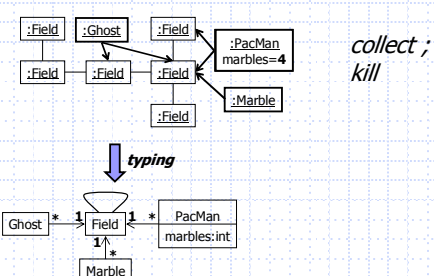 :Field :Ghost :Field
:PacMan
marbles=4
collect ;
kill
:Field :Field :Field
:Marble
:Field
typing
Ghost * 1 Field 1 * PacMan
marbles:int
1
*
Marble